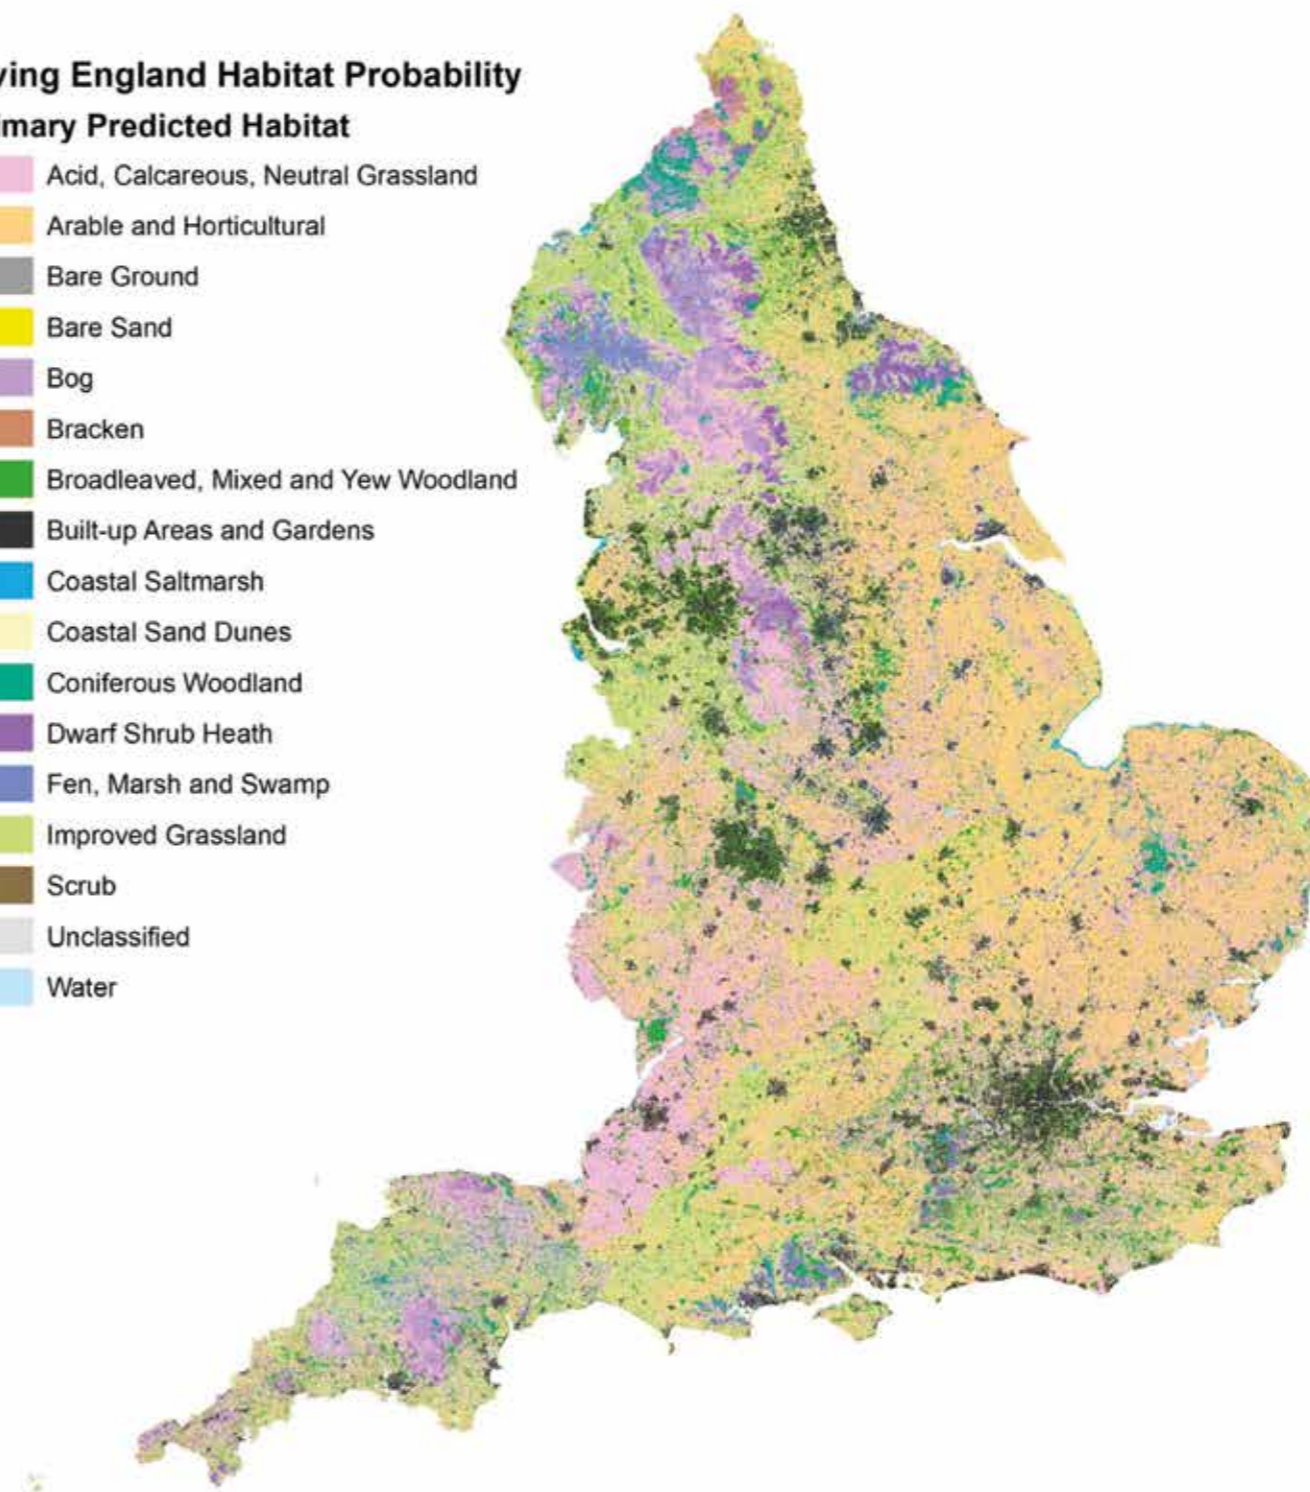 ving England Habitat Probability
imary Predicted Habitat
Acid, Calcareous, Neutral Grassland
Arable and Horticultural
Bare Ground
Bare Sand
Bog
Bracken
Broadleaved, Mixed and Yew Woodland
Built-up Areas and Gardens
Coastal Saltmarsh
Coastal Sand Dunes
Coniferous Woodland
Dwarf Shrub Heath
Fen, Marsh and Swamp
Improved Grassland
Scrub
Unclassified
Water